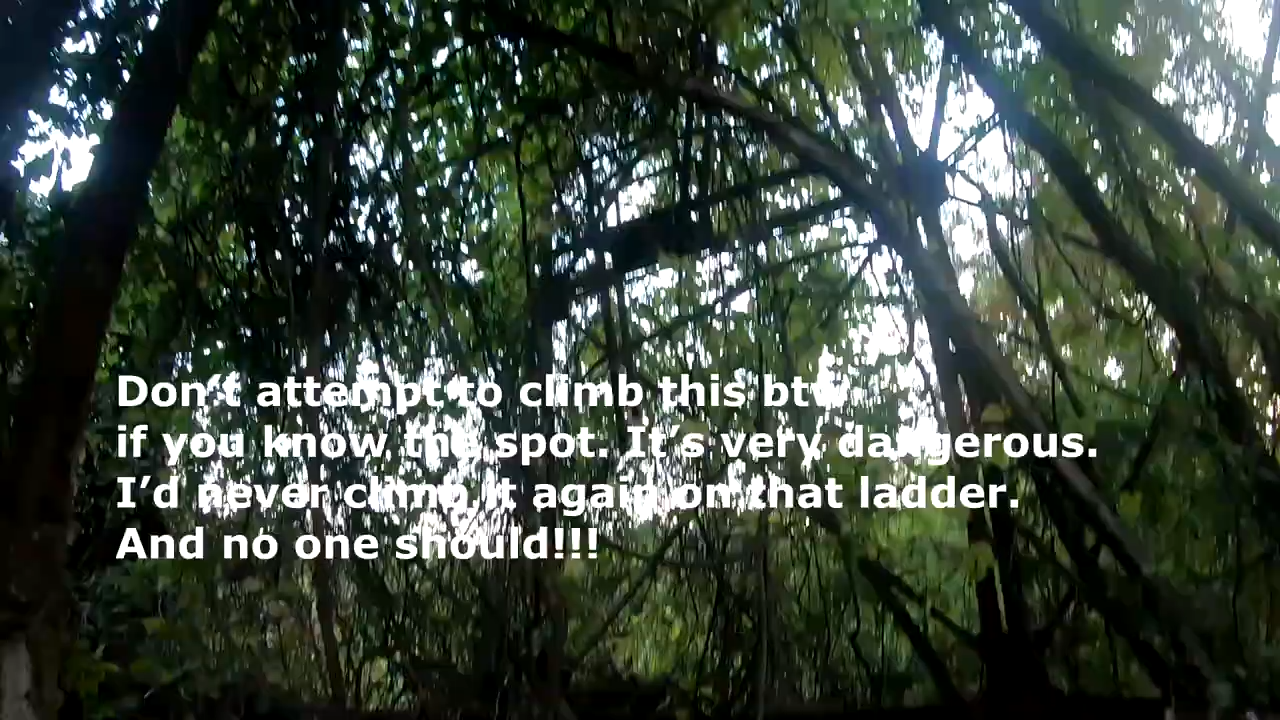 Don't attempt to climb this btw
if you know the spot. It's very dangerous.
I'd never climb it again on that ladder.
And no one should!!!